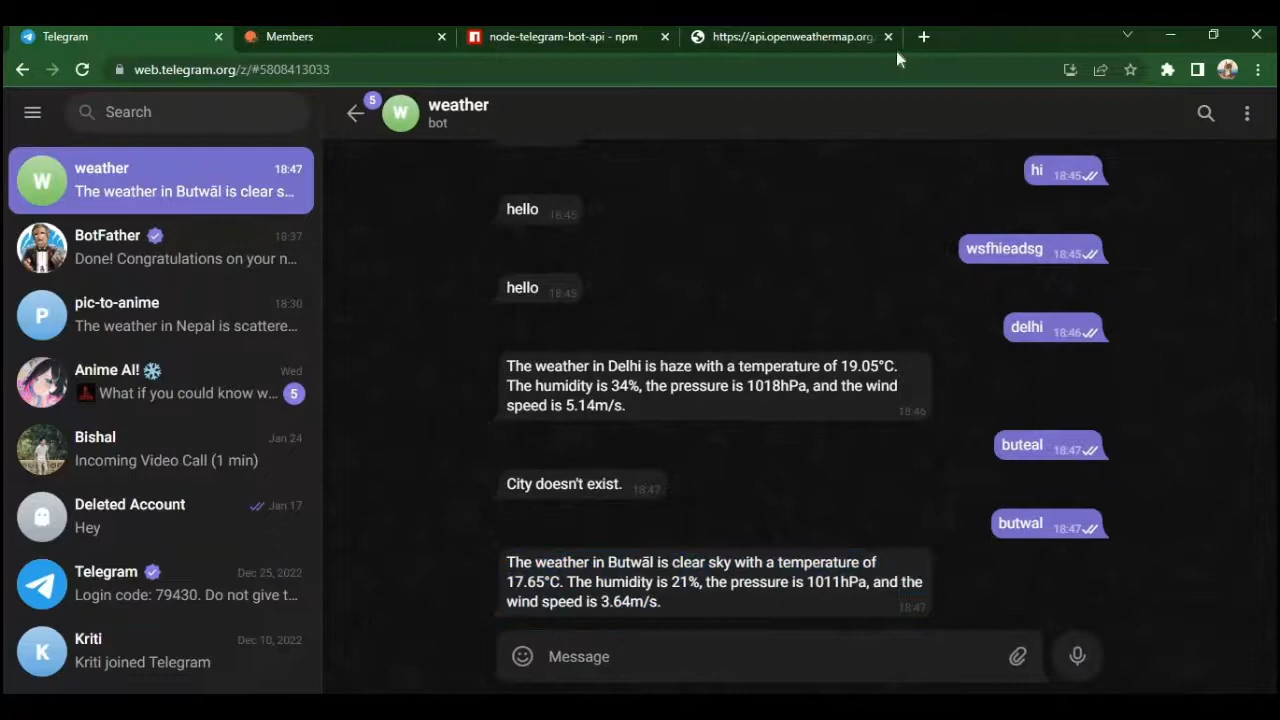 Telegram
Members
node-telegram-bot-api - npm
https://api.openweathermap.org
web.telegram.org/z/#5808413033
Search
5
W
weather
bot
W
weather
18:47
The weather in Butwāl is clear s...
BotFather
18:37
Done! Congratulations on your n...
P
pic-to-anime
18:30
The weather in Nepal is scattere...
Anime AI!
Wed
What if you could know w...
5
Bishal
Jan 24
Incoming Video Call (1 min)
Deleted Account
Jan 17
Hey
Telegram
Dec 25, 2022
Login code: 79430. Do not give t...
K
Kriti
Dec 10, 2022
Kriti joined Telegram
hi 18:45
hello 18:45
wsfhieadsg 18:45
hello 18:45
delhi 18:46
The weather in Delhi is haze with a temperature of 19.05°C.
The humidity is 34%, the pressure is 1018hPa, and the wind
speed is 5.14m/s.
18:46
buteal 18:47
City doesn't exist. 18:47
butwal 18:47
The weather in Butwāl is clear sky with a temperature of
17.65°C. The humidity is 21%, the pressure is 1011hPa, and the
wind speed is 3.64m/s.
18:47
Message